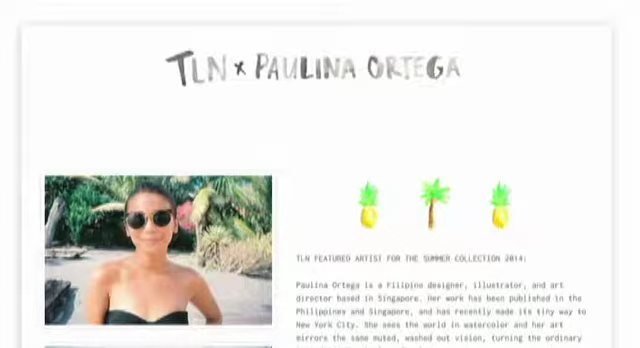 TLN x PAULINA ORTEGA
TLN FEATURED ARTIST FOR THE SUMMER COLLECTION 2014:
Paulina Ortega is a Filipino designer, illustrator, and art
director based in Singapore. Her work has been published in the
Philippines and Singapore, and has recently made its tiny way to
New York City. She sees the world in watercolor and her art
mirrors the same muted, washed out vision, turning the ordinary